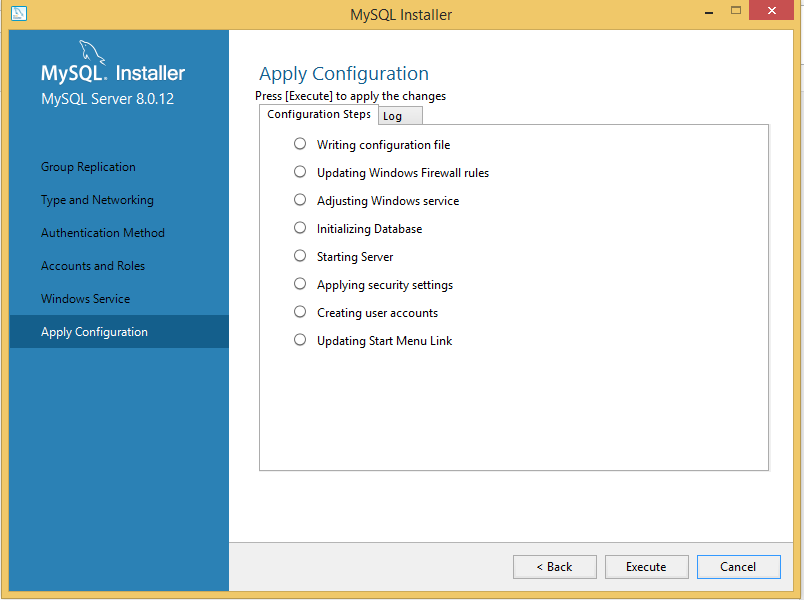 MySQL Installer
MySQL. Installer
MySQL Server 8.0.12
Group Replication
Type and Networking
Authentication Method
Accounts and Roles
Windows Service
Apply Configuration
Apply Configuration
Press [Execute] to apply the changes
Configuration Steps Log
Writing configuration file
Updating Windows Firewall rules
Adjusting Windows service
Initializing Database
Starting Server
Applying security settings
Creating user accounts
Updating Start Menu Link
< Back Execute Cancel